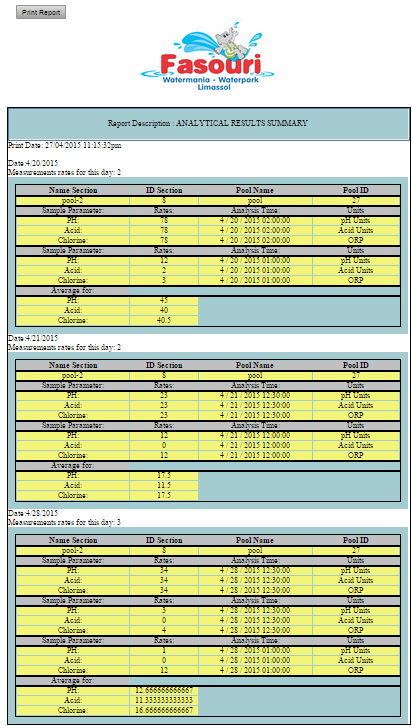 Print Report
Fasouri
Watermania - Waterpark
Limassol
Report Description : ANALYTICAL RESULTS SUMMARY
Print Date: 27/04/2015 11:15:32pm
Date:4/20/2015
Measurements rates for this day: 2
Name Section ID Section Pool Name Pool ID
pool-2 8 pool 27
Sample Parameter: Rates: Analysis Time: Units
PH: 78 4 / 20 / 2015 02:00:00 pH Units
Acid: 78 4 / 20 / 2015 02:00:00 Acid Units
Chlorine: 78 4 / 20 / 2015 02:00:00 ORP
Sample Parameter: Rates: Analysis Time: Units
PH: 12 4 / 20 / 2015 01:00:00 pH Units
Acid: 2 4 / 20 / 2015 01:00:00 Acid Units
Chlorine: 3 4 / 20 / 2015 01:00:00 ORP
Average for:
PH: 45
Acid: 40
Chlorine: 40.5
Date:4/21/2015
Measurements rates for this day: 2
Name Section ID Section Pool Name Pool ID
pool-2 8 pool 27
Sample Parameter: Rates: Analysis Time: Units
PH: 23 4 / 21 / 2015 12:30:00 pH Units
Acid: 23 4 / 21 / 2015 12:30:00 Acid Units
Chlorine: 23 4 / 21 / 2015 12:30:00 ORP
Sample Parameter: Rates: Analysis Time: Units
PH: 12 4 / 21 / 2015 12:00:00 pH Units
Acid: 0 4 / 21 / 2015 12:00:00 Acid Units
Chlorine: 12 4 / 21 / 2015 12:00:00 ORP
Average for:
PH: 17.5
Acid: 11.5
Chlorine: 17.5
Date:4/28/2015
Measurements rates for this day: 3
Name Section ID Section Pool Name Pool ID
pool-2 8 pool 27
Sample Parameter: Rates: Analysis Time: Units
PH: 34 4 / 28 / 2015 12:30:00 pH Units
Acid: 34 4 / 28 / 2015 12:30:00 Acid Units
Chlorine: 34 4 / 28 / 2015 12:30:00 ORP
Sample Parameter: Rates: Analysis Time: Units
PH: 3 4 / 28 / 2015 12:30:00 pH Units
Acid: 0 4 / 28 / 2015 12:30:00 Acid Units
Chlorine: 4 4 / 28 / 2015 12:30:00 ORP
Sample Parameter: Rates: Analysis Time: Units
PH: 1 4 / 28 / 2015 01:00:00 pH Units
Acid: 0 4 / 28 / 2015 01:00:00 Acid Units
Chlorine: 12 4 / 28 / 2015 01:00:00 ORP
Average for:
PH: 12.666666666667
Acid: 11.333333333333
Chlorine: 16.666666666667